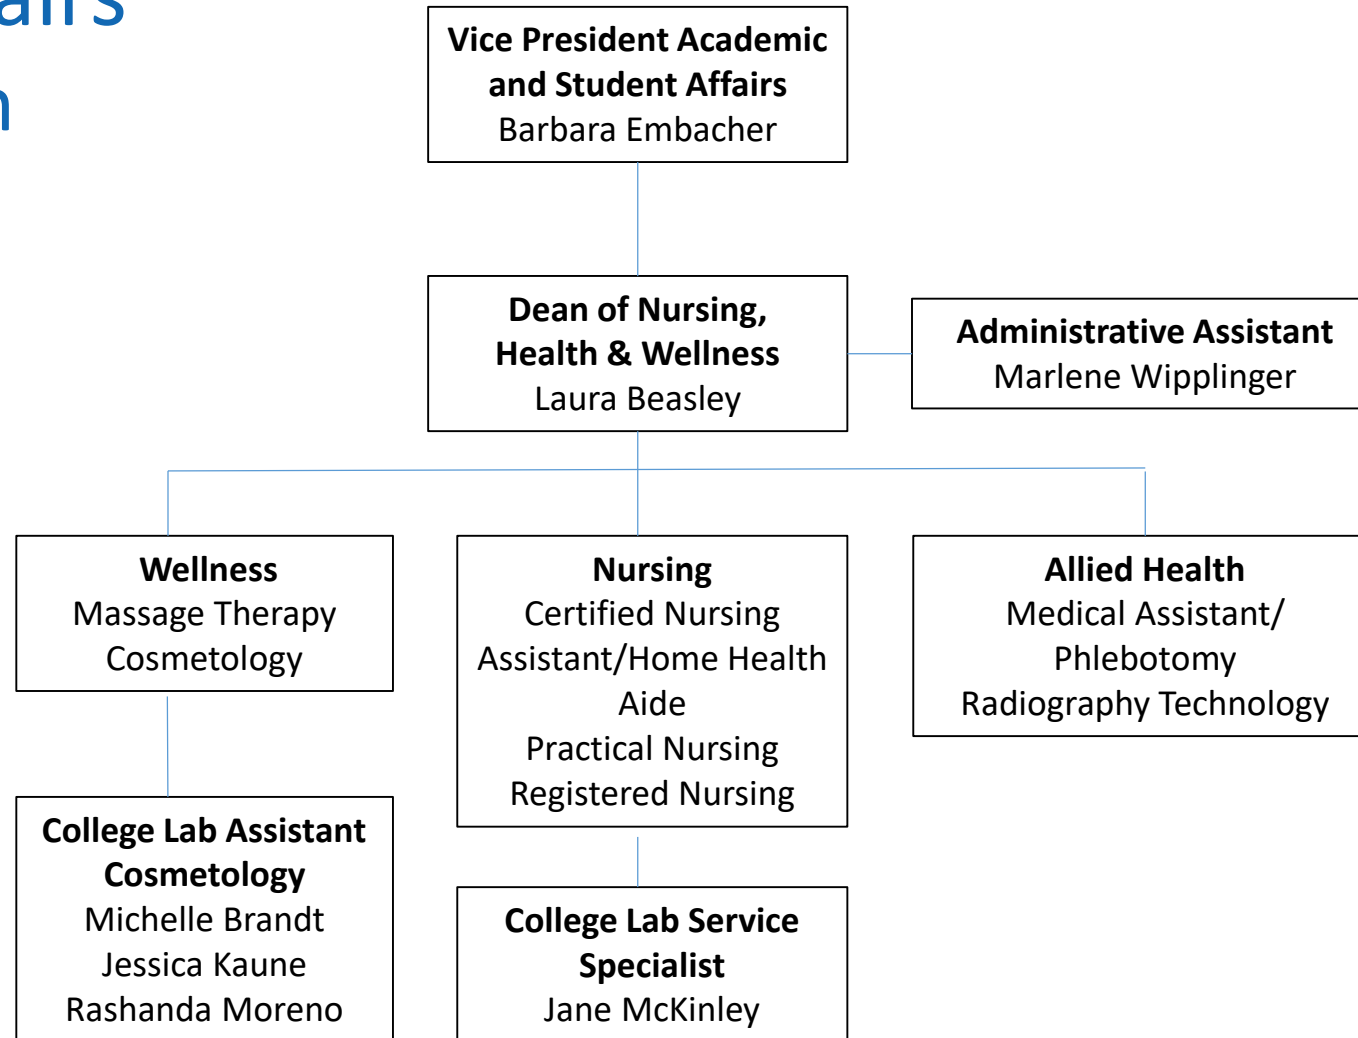 Vice President Academic
and Student Affairs
Barbara Embacher
Dean of Nursing,
Health & Wellness
Laura Beasley
Administrative Assistant
Marlene Wipplinger
Wellness
Massage Therapy
Cosmetology
Nursing
Certified Nursing
Assistant/Home Health
Aide
Practical Nursing
Registered Nursing
Allied Health
Medical Assistant/
Phlebotomy
Radiography Technology
College Lab Assistant
Cosmetology
Michelle Brandt
Jessica Kaune
Rashanda Moreno
College Lab Service
Specialist
Jane McKinley